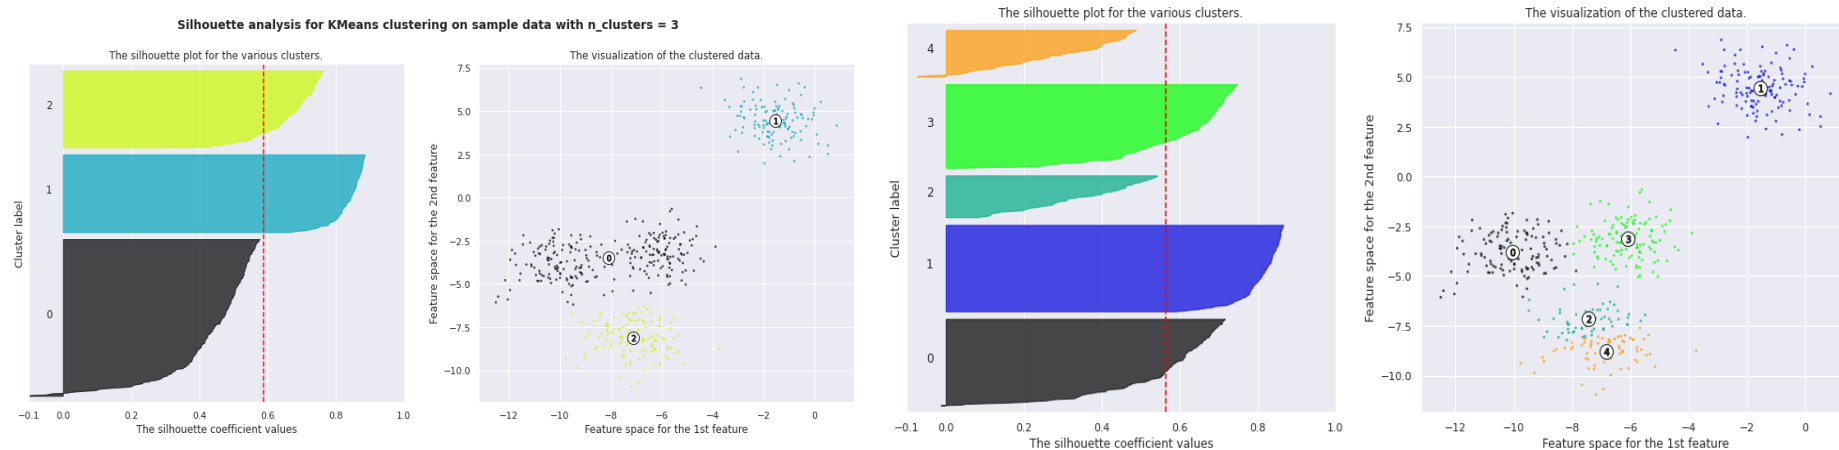 Silhouette analysis for KMeans clustering on sample data with n_clusters = 3
The silhouette plot for the various clusters.
2
1
0
Cluster label
−0.1 0.0 0.2 0.4 0.6 0.8 1.0
The silhouette coefficient values
The visualization of the clustered data.
7.5
5.0
2.5
0.0
−2.5
−5.0
−7.5
−10.0
Feature space for the 2nd feature
1
0
2
−12 −10 −8 −6 −4 −2 0
Feature space for the 1st feature
The silhouette plot for the various clusters.
4
3
2
1
0
Cluster label
−0.1 0.0 0.2 0.4 0.6 0.8 1.0
The silhouette coefficient values
The visualization of the clustered data.
7.5
5.0
2.5
0.0
−2.5
−5.0
−7.5
−10.0
Feature space for the 2nd feature
1
3
0
2
4
−12 −10 −8 −6 −4 −2 0
Feature space for the 1st feature